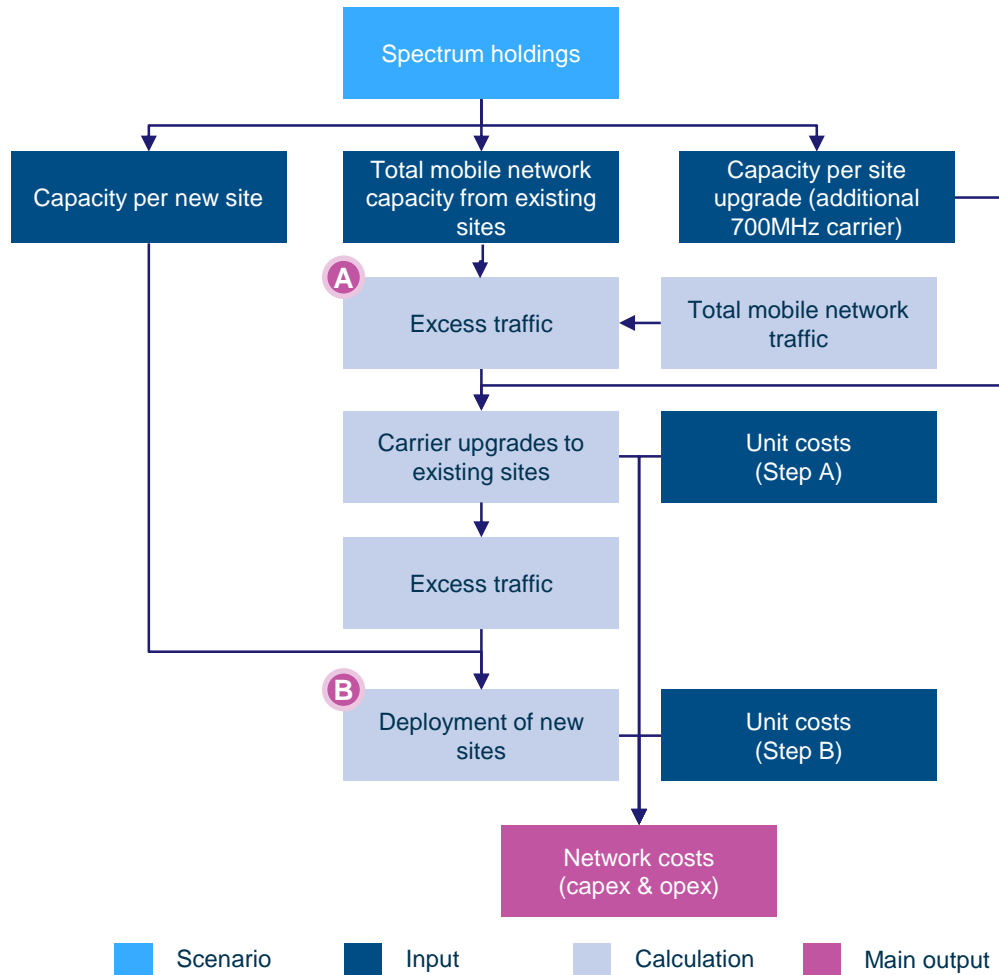 Spectrum holdings
Capacity per new site
Total mobile network
capacity from existing
sites
Capacity per site
upgrade (additional
700MHz carrier)
A
Excess traffic
Total mobile network
traffic
Carrier upgrades to
existing sites
Unit costs
(Step A)
Excess traffic
B
Deployment of new
sites
Unit costs
(Step B)
Network costs
(capex & opex)
Scenario
Input
Calculation
Main output